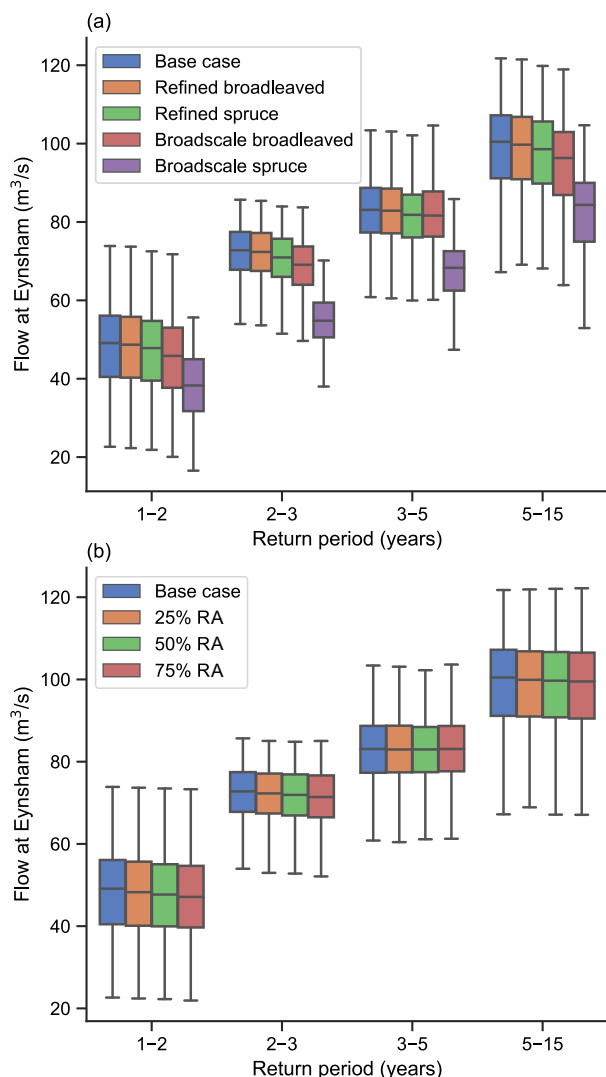 (a)
Base case
Refined broadleaved
Refined spruce
Broadscale broadleaved
Broadscale spruce
Flow at Eynsham (m³/s)
120
100
80
60
40
20
1−2 2−3 3−5 5−15
Return period (years)
(b)
Base case
25% RA
50% RA
75% RA
Flow at Eynsham (m³/s)
120
100
80
60
40
20
1−2 2−3 3−5 5−15
Return period (years)